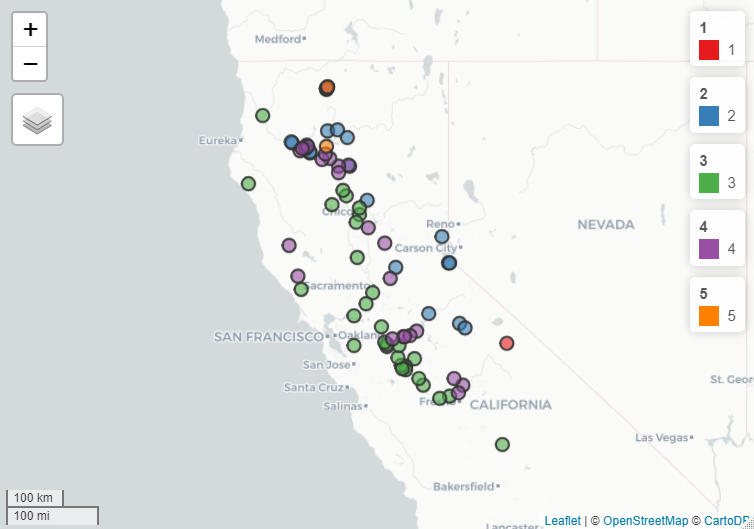 +
−
Medford
Eureka
Chico
Reno
Carson City
NEVADA
Sacramento
SAN FRANCISCO
Oakland
San Jose
Santa Cruz
Salinas
CALIFORNIA
St. Geor
Las Vegas
Bakersfield
Lancaster
1
1
2
2
3
3
4
4
5
5
100 km
100 mi
Leaflet | © OpenStreetMap © CartoDB